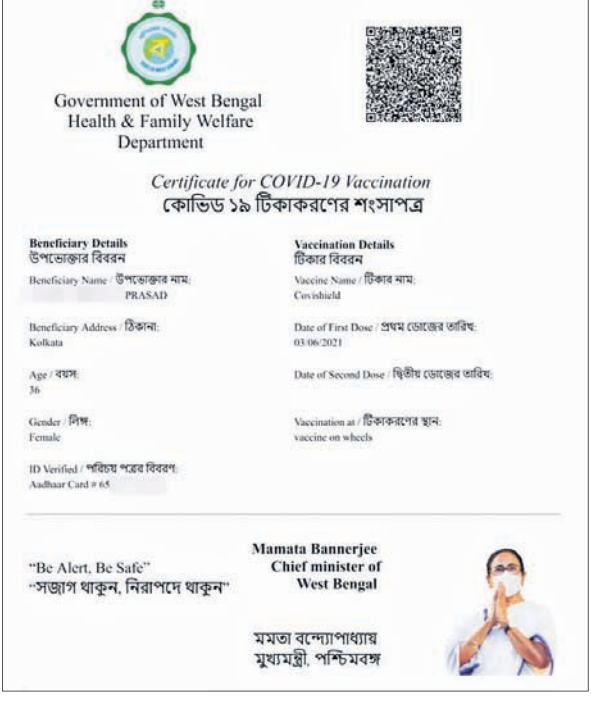 Government of West Bengal
Health & Family Welfare
Department
Certificate for COVID-19 Vaccination
কোভিড ১৯ টিকাকরণের শংসাপত্র
Beneficiary Details
উপভোক্তার বিবরন
Beneficiary Name / উপভোক্তার নাম:
PRASAD
Beneficiary Address / ঠিকানা:
Kolkata
Age / বয়স:
36
Gender / লিঙ্গ:
Female
ID Verified / পরিচয় পত্রর বিবরণ:
Aadhaar Card # 65
Vaccination Details
টিকার বিবরন
Vaccine Name / টিকার নাম:
Covishield
Date of First Dose / প্রথম ডোজের তারিখ:
03/06/2021
Date of Second Dose / দ্বিতীয় ডোজের তারিখ:
Vaccination at / টিকাকরণের স্থান:
vaccine on wheels
“Be Alert, Be Safe”
“সজাগ থাকুন, নিরাপদে থাকুন”
Mamata Bannerjee
Chief minister of
West Bengal
মমতা বন্দ্যোপাধ্যায়
মুখ্যমন্ত্রী, পশ্চিমবঙ্গ